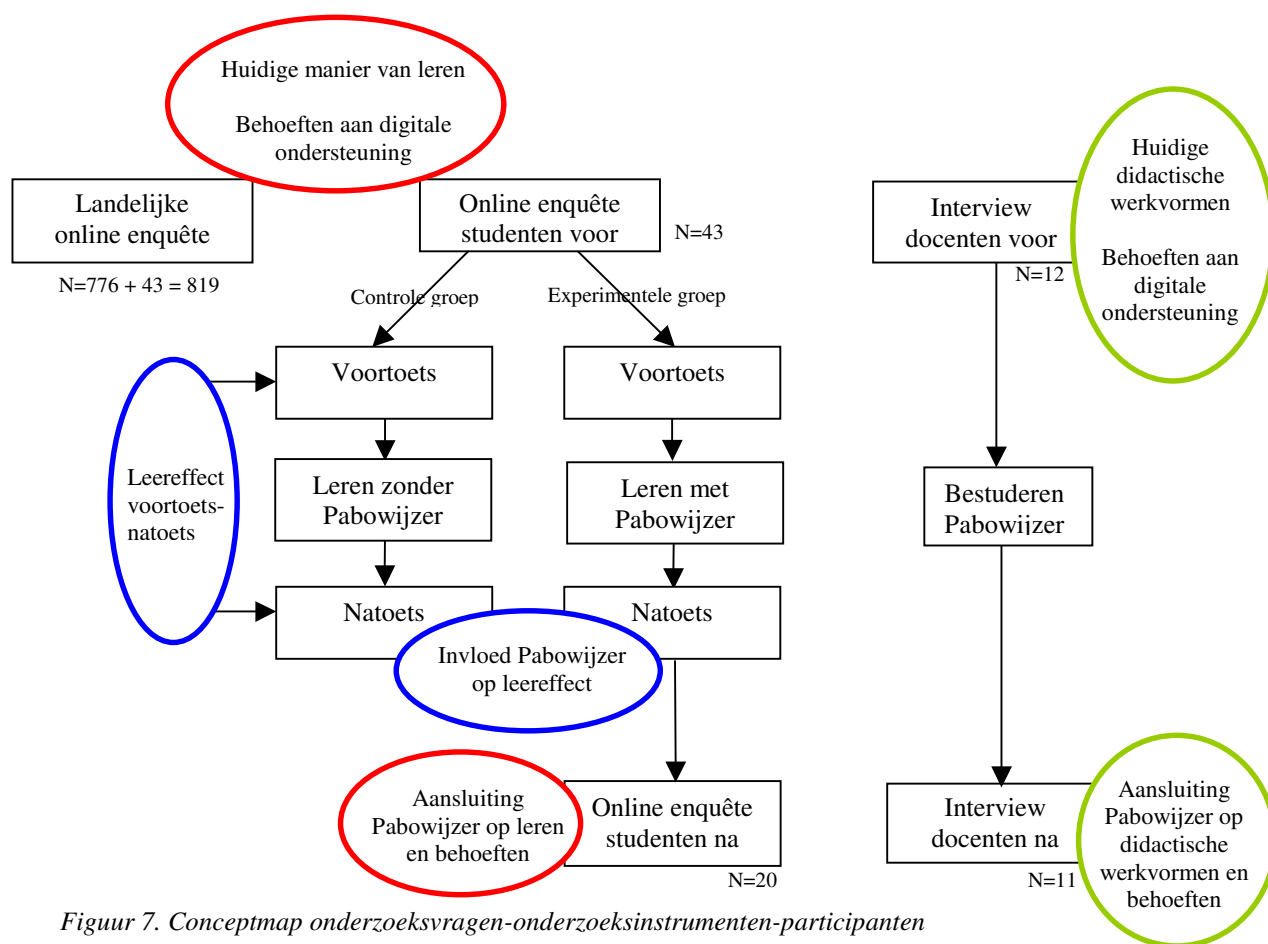 Huidige manier van leren
Behoeften aan digitale
ondersteuning
Landelijke
online enquête
N=776 + 43 = 819
Online enquête
studenten voor
N=43
Interview
docenten voor
N=12
Huidige
didactische
werkvormen
Behoeften aan
digitale
ondersteuning
Controle groep
Experimentele groep
Voortoets
Voortoets
Leereffect
voortoets-
natoets
Leren zonder
Pabowijzer
Leren met
Pabowijzer
Bestuderen
Pabowijzer
Natoets
Natoets
Invloed Pabowijzer
op leereffect
Aansluiting
Pabowijzer op leren
en behoeften
Online enquête
studenten na
N=20
Interview
docenten na
N=11
Aansluiting
Pabowijzer op
didactische
werkvormen en
behoeften
Figuur 7. Conceptmap onderzoeksvragen-onderzoeksinstrumenten-participanten